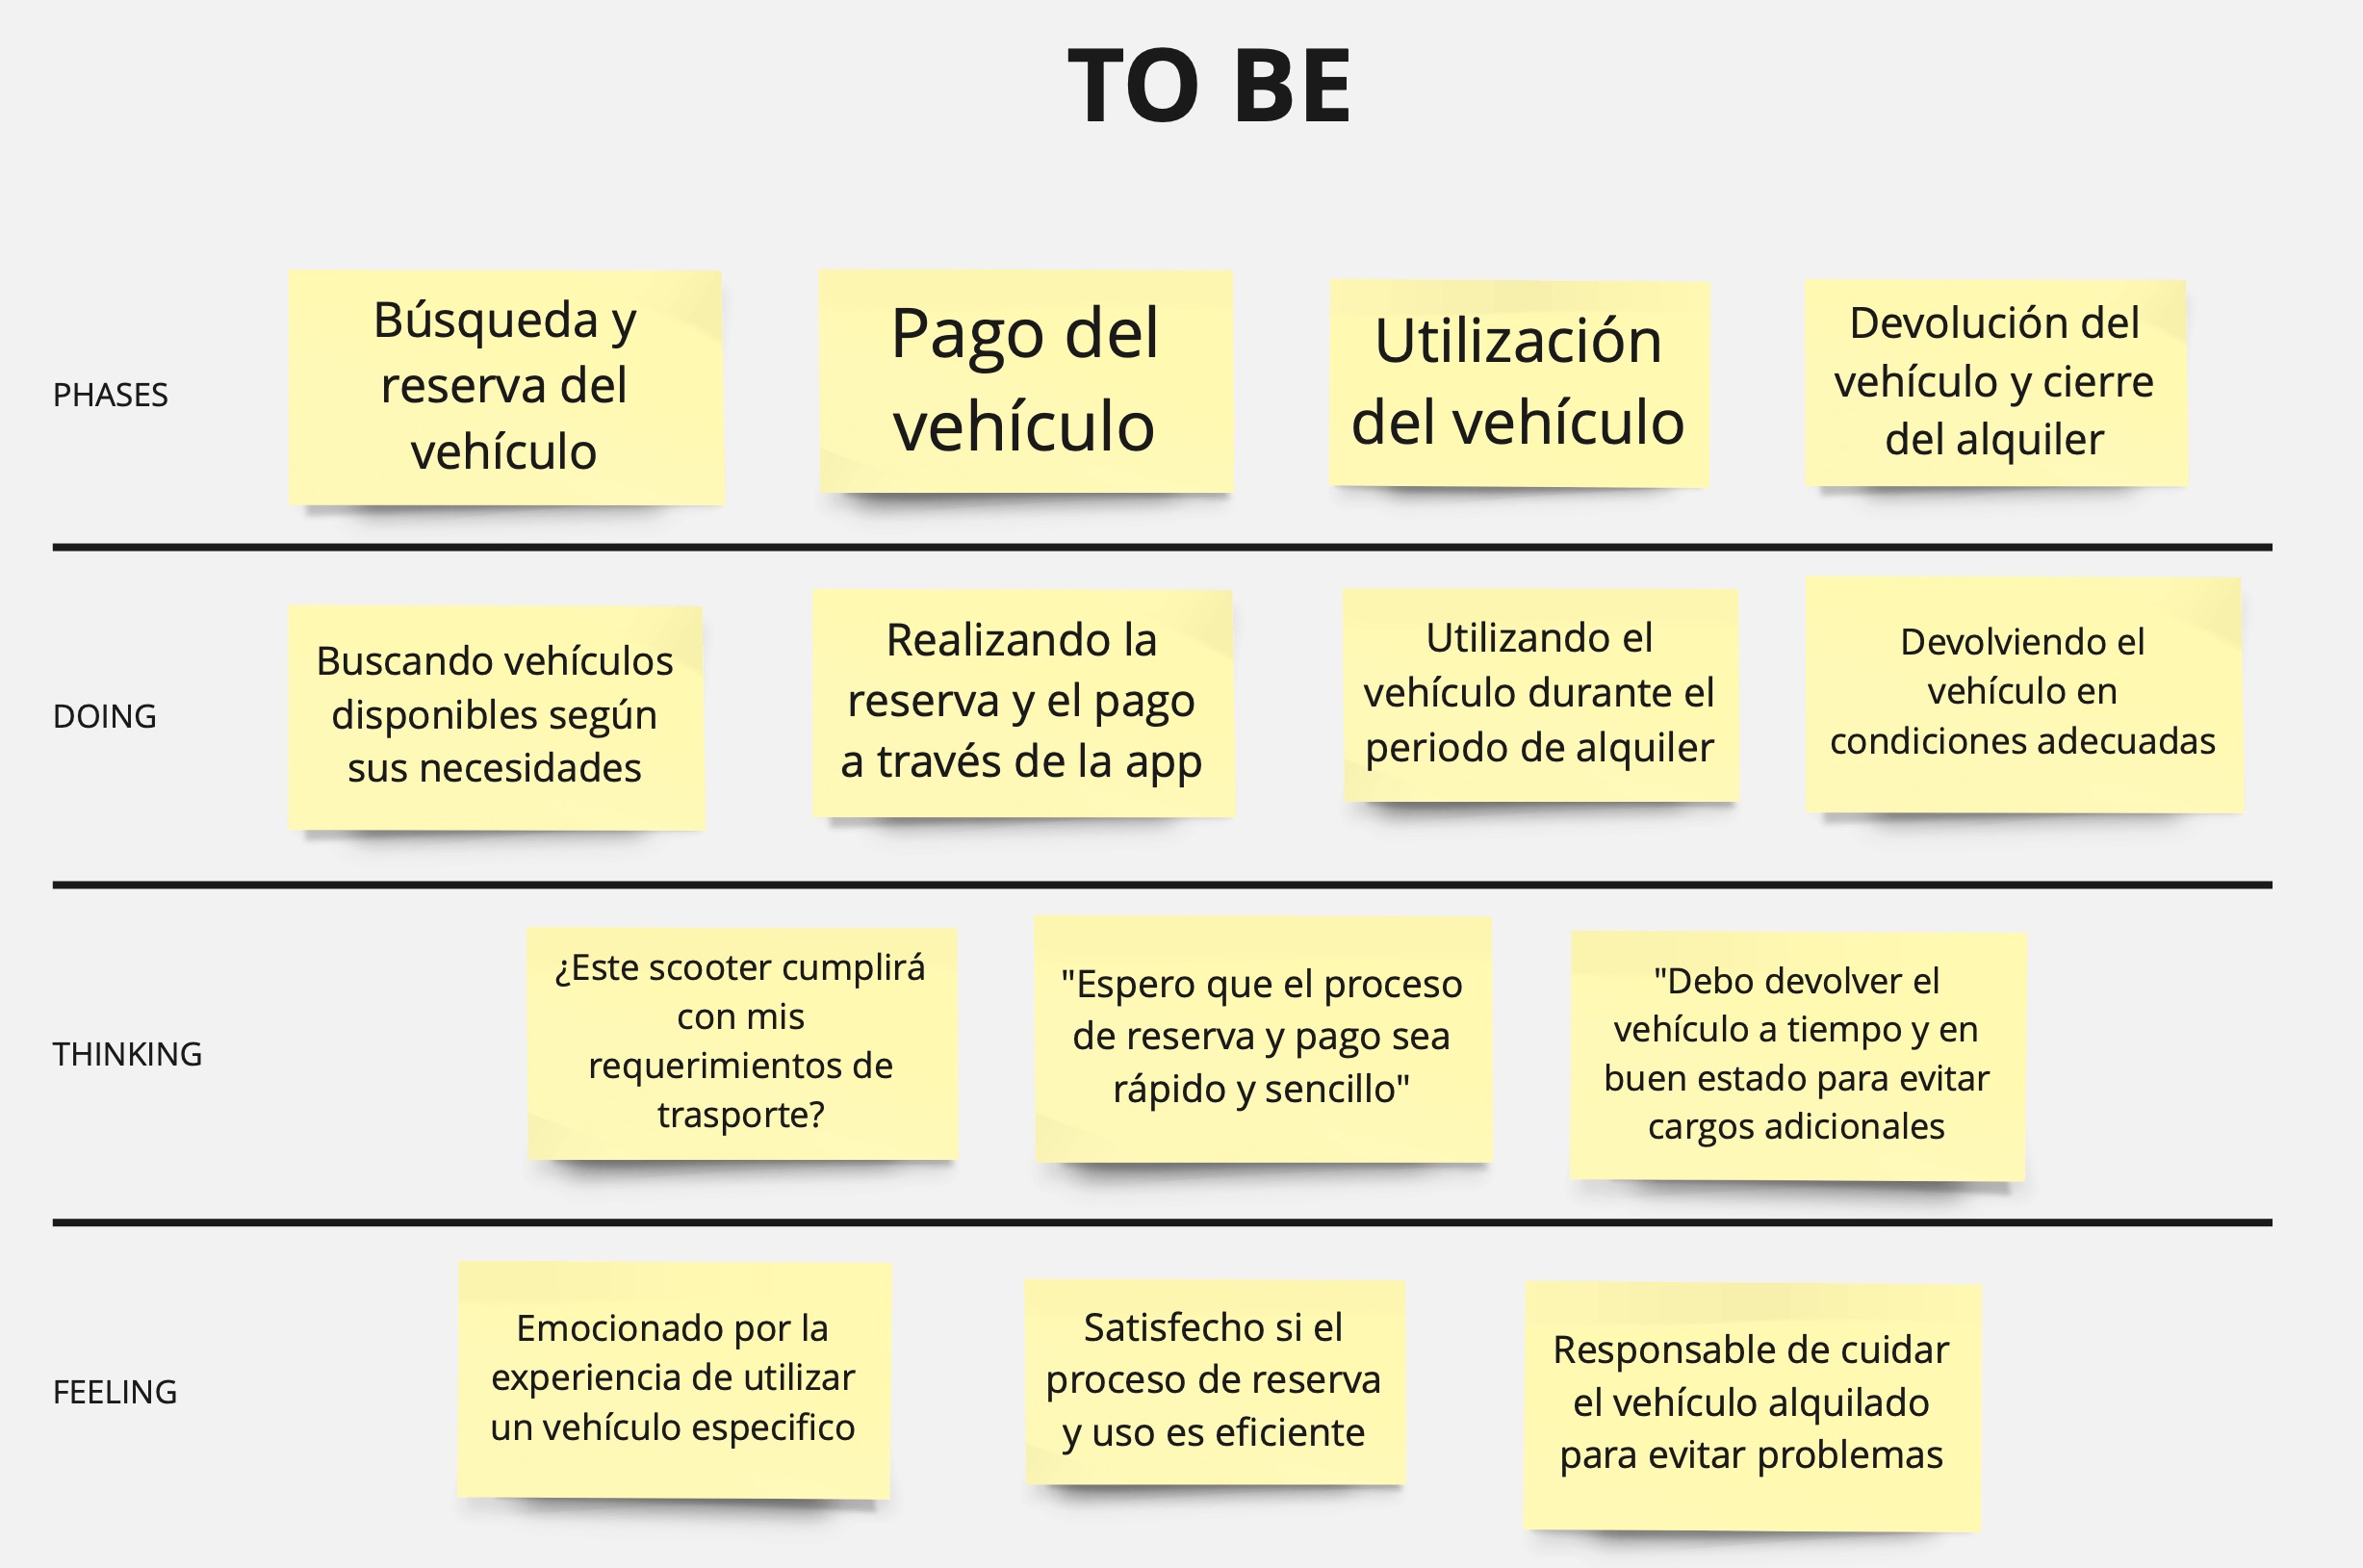 TO BE
PHASES
Búsqueda y
reserva del
vehículo
Pago del
vehículo
Utilización
del vehículo
Devolución del
vehículo y cierre
del alquiler
DOING
Buscando vehículos
disponibles según
sus necesidades
Realizando la
reserva y el pago
a través de la app
Utilizando el
vehículo durante el
periodo de alquiler
Devolviendo el
vehículo en
condiciones adecuadas
THINKING
¿Este scooter cumplirá
con mis
requerimientos de
trasporte?
"Espero que el proceso
de reserva y pago sea
rápido y sencillo"
"Debo devolver el
vehículo a tiempo y en
buen estado para evitar
cargos adicionales
FEELING
Emocionado por la
experiencia de utilizar
un vehículo especifico
Satisfecho si el
proceso de reserva
y uso es eficiente
Responsable de cuidar
el vehículo alquilado
para evitar problemas